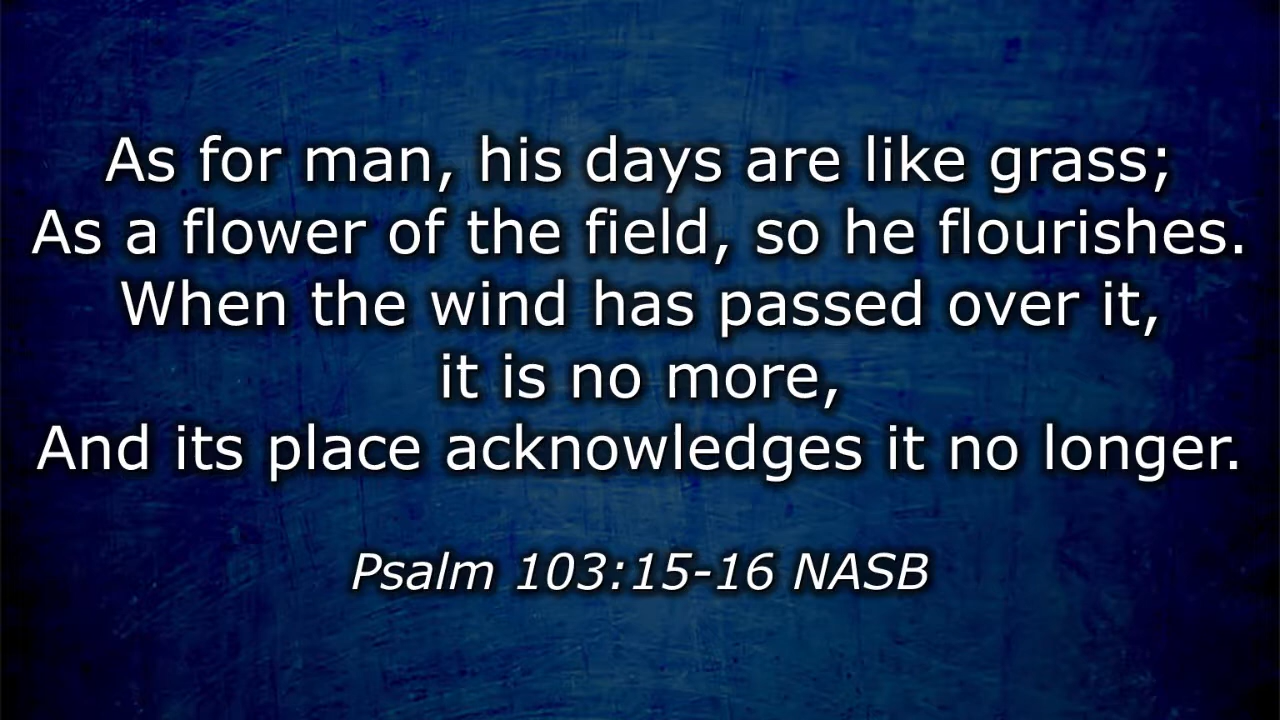 As for man, his days are like grass;
As a flower of the field, so he flourishes.
When the wind has passed over it,
it is no more,
And its place acknowledges it no longer.
Psalm 103:15-16 NASB